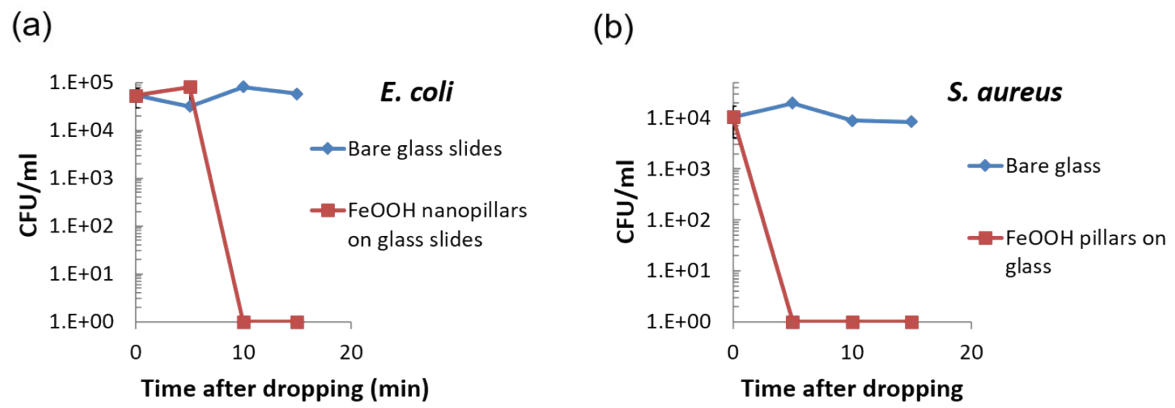 (a)
E. coli
1.E+05
1.E+04
1.E+03
1.E+02
1.E+01
1.E+00
CFU/ml
Bare glass slides
FeOOH nanopillars
on glass slides
0
10
20
Time after dropping (min)
(b)
S. aureus
1.E+04
1.E+03
1.E+02
1.E+01
1.E+00
CFU/ml
Bare glass
FeOOH pillars on
glass
0
5
10
15
20
Time after dropping